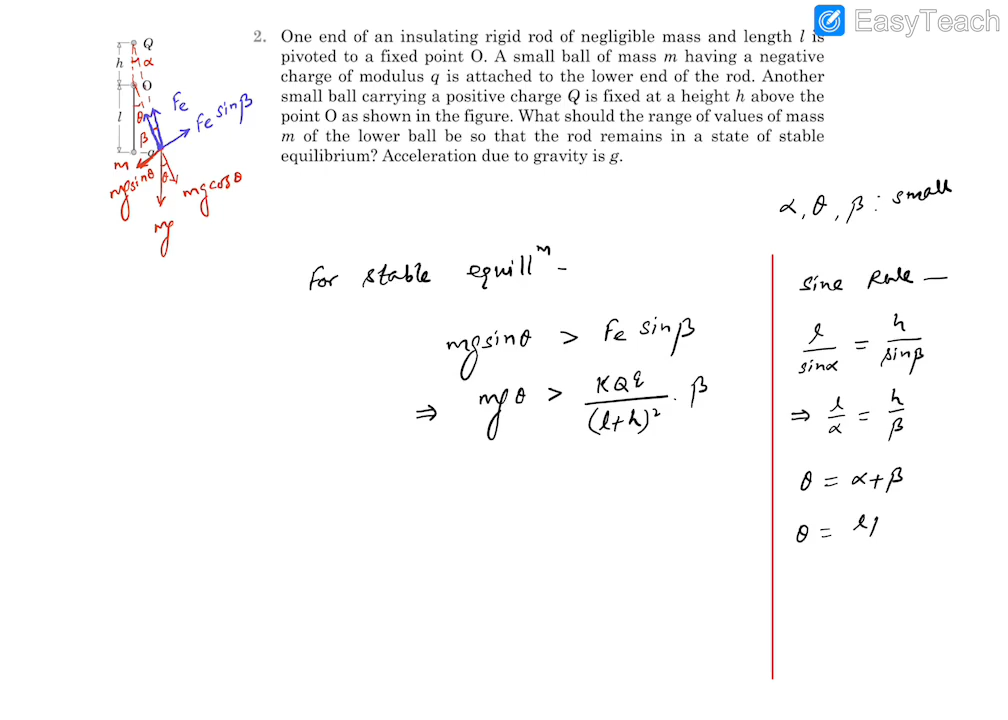 EasyTeach
2. One end of an insulating rigid rod of negligible mass and length l is
pivoted to a fixed point O. A small ball of mass m having a negative
charge of modulus q is attached to the lower end of the rod. Another
small ball carrying a positive charge Q is fixed at a height h above the
point O as shown in the figure. What should the range of values of mass
m of the lower ball be so that the rod remains in a state of stable
equilibrium? Acceleration due to gravity is g.
Q
h α
O
l θ Fe Fe sinβ
β
m -q
mg sinθ θ mg cosθ
mg
α, θ, β : small
For stable equill^m -
mg sinθ > Fe sinβ
⇒ mg θ > KQq/(l+h)² . β
Sine Rule —
l/sinα = h/sinβ
⇒ l/α = h/β
θ = α+β
θ = lβ